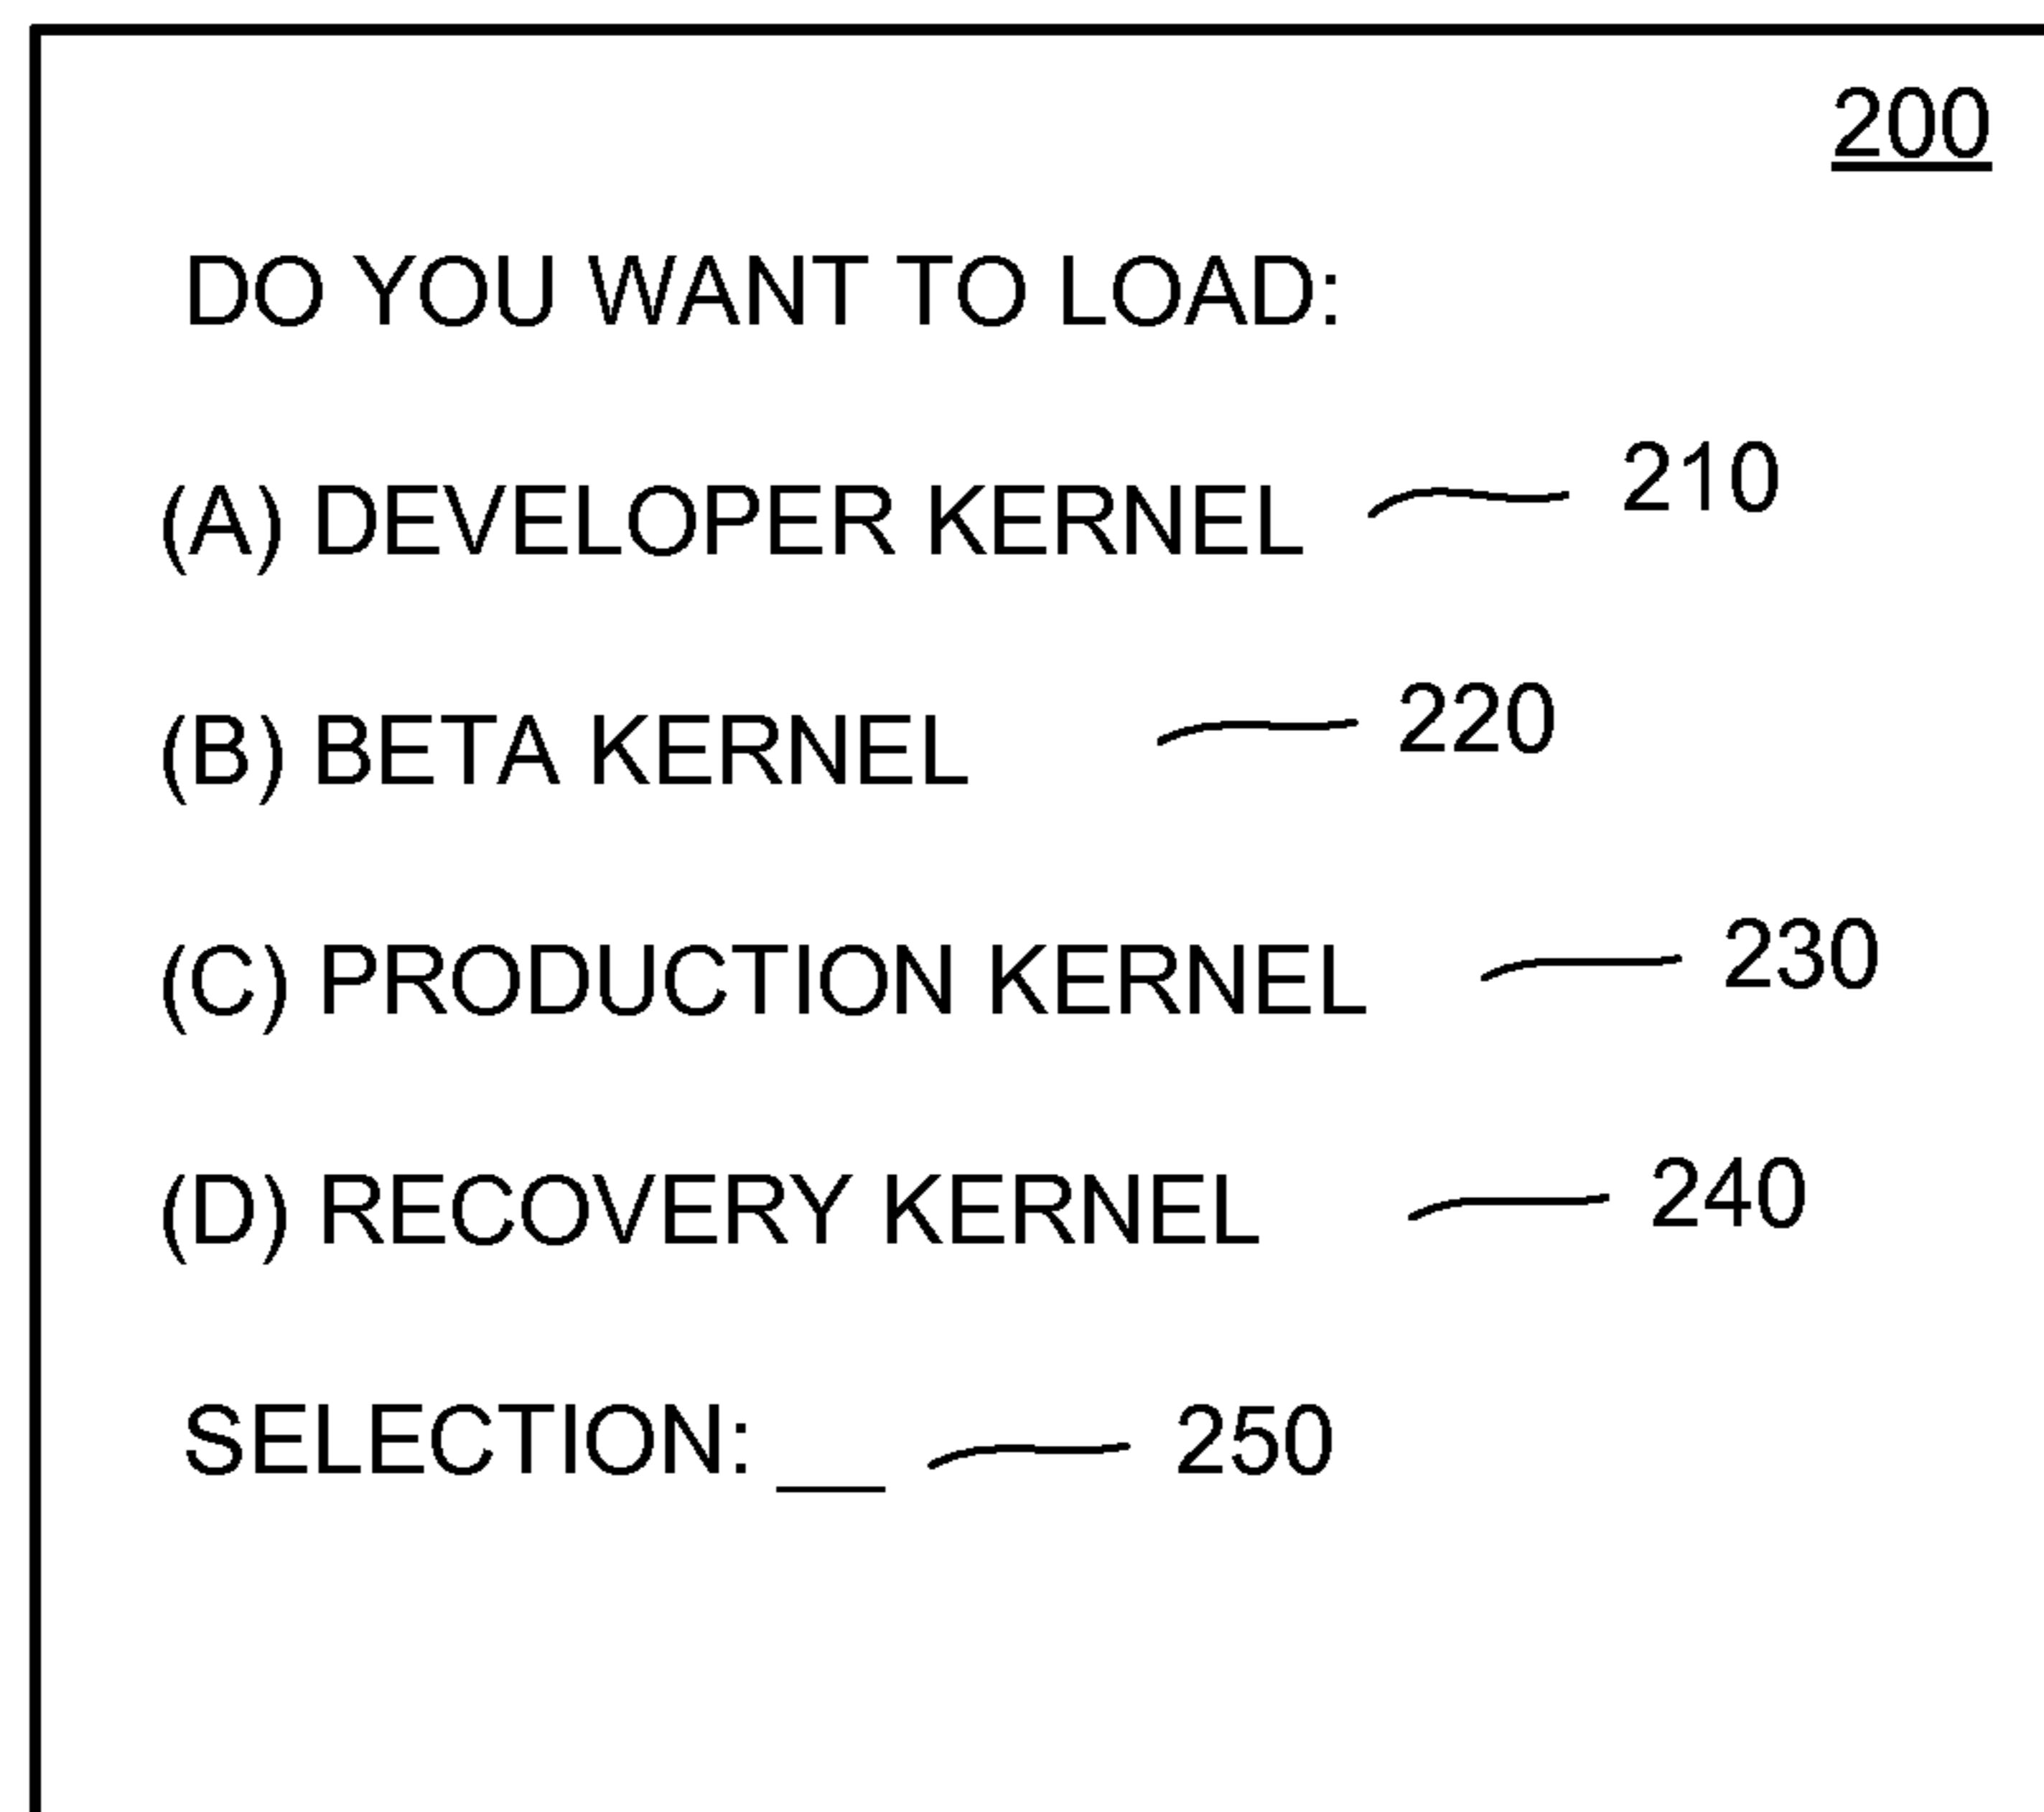 200
DO YOU WANT TO LOAD:
(A) DEVELOPER KERNEL 210
(B) BETA KERNEL 220
(C) PRODUCTION KERNEL 230
(D) RECOVERY KERNEL 240
SELECTION: ___ 250